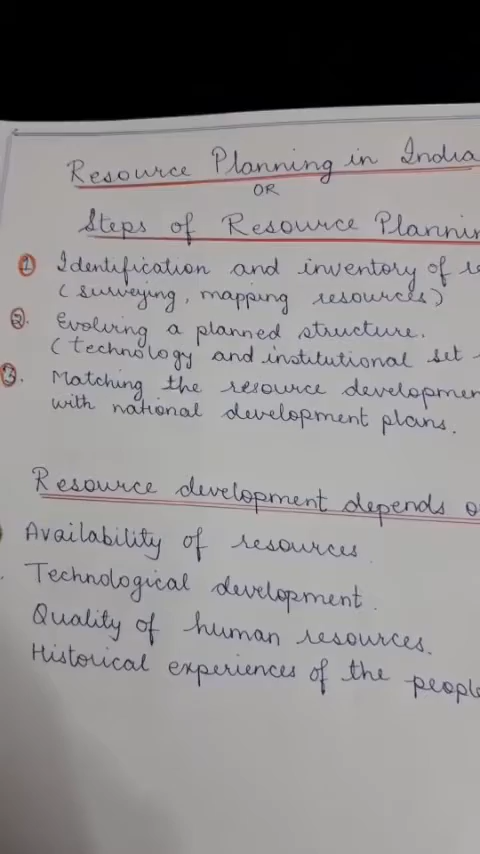 Resource Planning in India
OR
Steps of Resource Plannin
① Identification and inventory of
(surveying, mapping resources)
②. Evolving a planned structure.
(technology and institutional set
③. Matching the resource developmen
with national development plans.
Resource development depends o
Availability of resources
Technological development.
Quality of human resources.
Historical experiences of the people